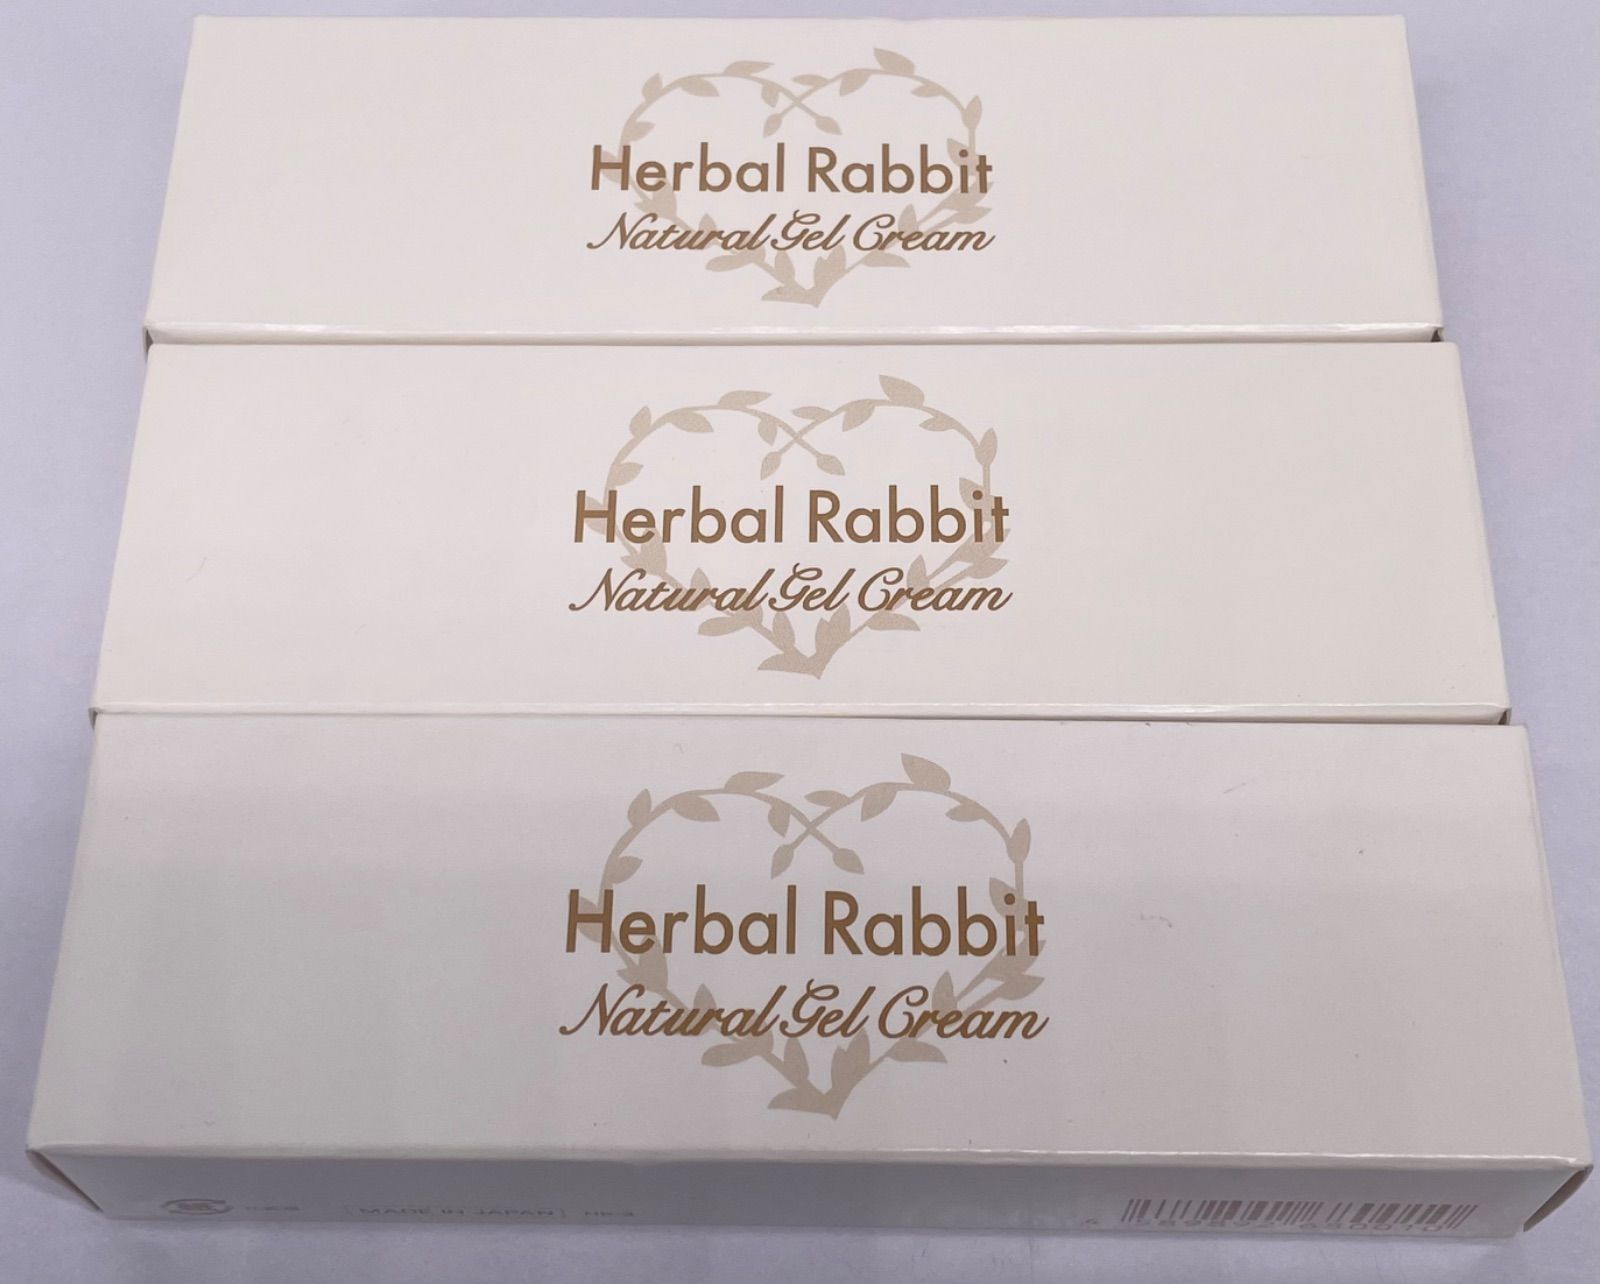 Herbal Rabbit
Natural Gel Cream
Herbal Rabbit
Natural Gel Cream
Herbal Rabbit
Natural Gel Cream
[MADE IN JAPAN]